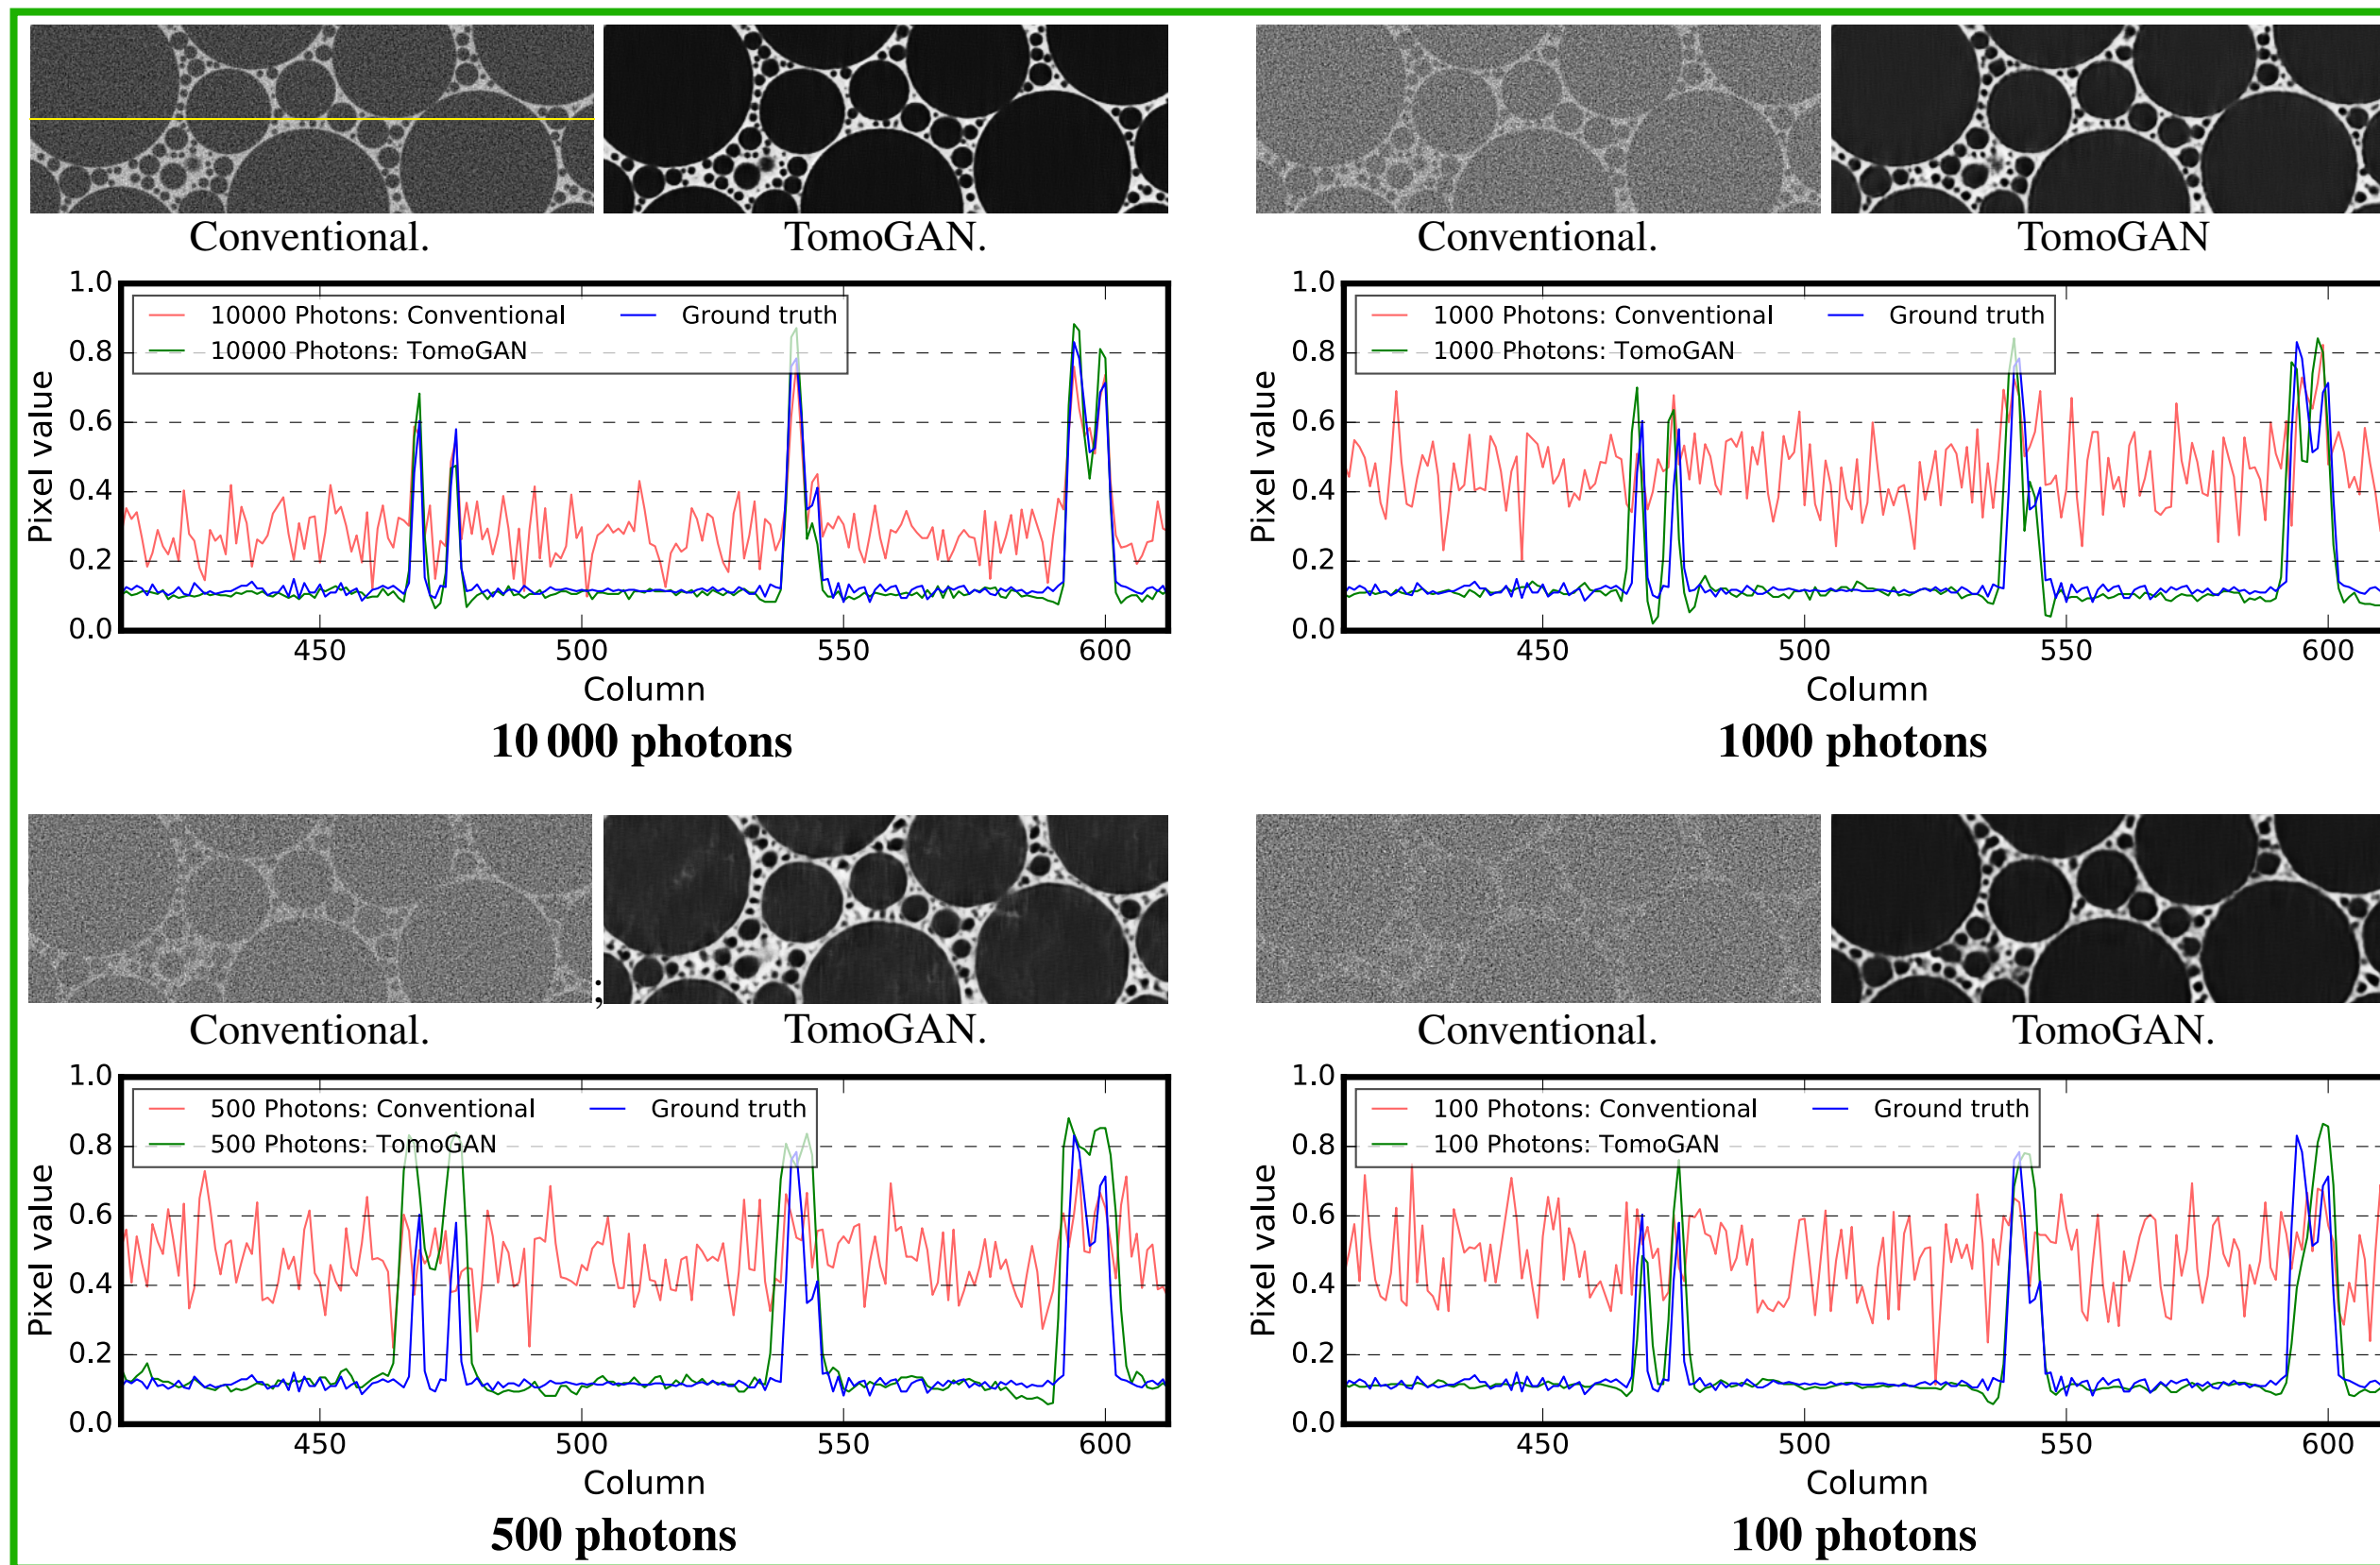 Conventional.
TomoGAN.
1.0
0.8
0.6
0.4
0.2
0.0
Pixel value
10000 Photons: Conventional
Ground truth
10000 Photons: TomoGAN
450
500
550
600
Column
10 000 photons
Conventional.
TomoGAN
1.0
0.8
0.6
0.4
0.2
0.0
Pixel value
1000 Photons: Conventional
Ground truth
1000 Photons: TomoGAN
450
500
550
600
Column
1000 photons
;
Conventional.
TomoGAN.
1.0
0.8
0.6
0.4
0.2
0.0
Pixel value
500 Photons: Conventional
Ground truth
500 Photons: TomoGAN
450
500
550
600
Column
500 photons
Conventional.
TomoGAN.
1.0
0.8
0.6
0.4
0.2
0.0
Pixel value
100 Photons: Conventional
Ground truth
100 Photons: TomoGAN
450
500
550
600
Column
100 photons